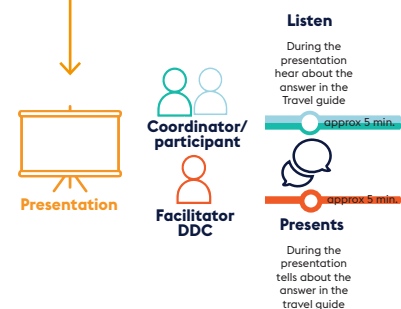 Listen
During the
presentation
hear about the
answer in the
Travel guide
approx 5 min.
Coordinator/
participant
Presentation
Facilitator
DDC
approx 5 min.
Presents
During the
presentation
tells about the
answer in the
travel guide